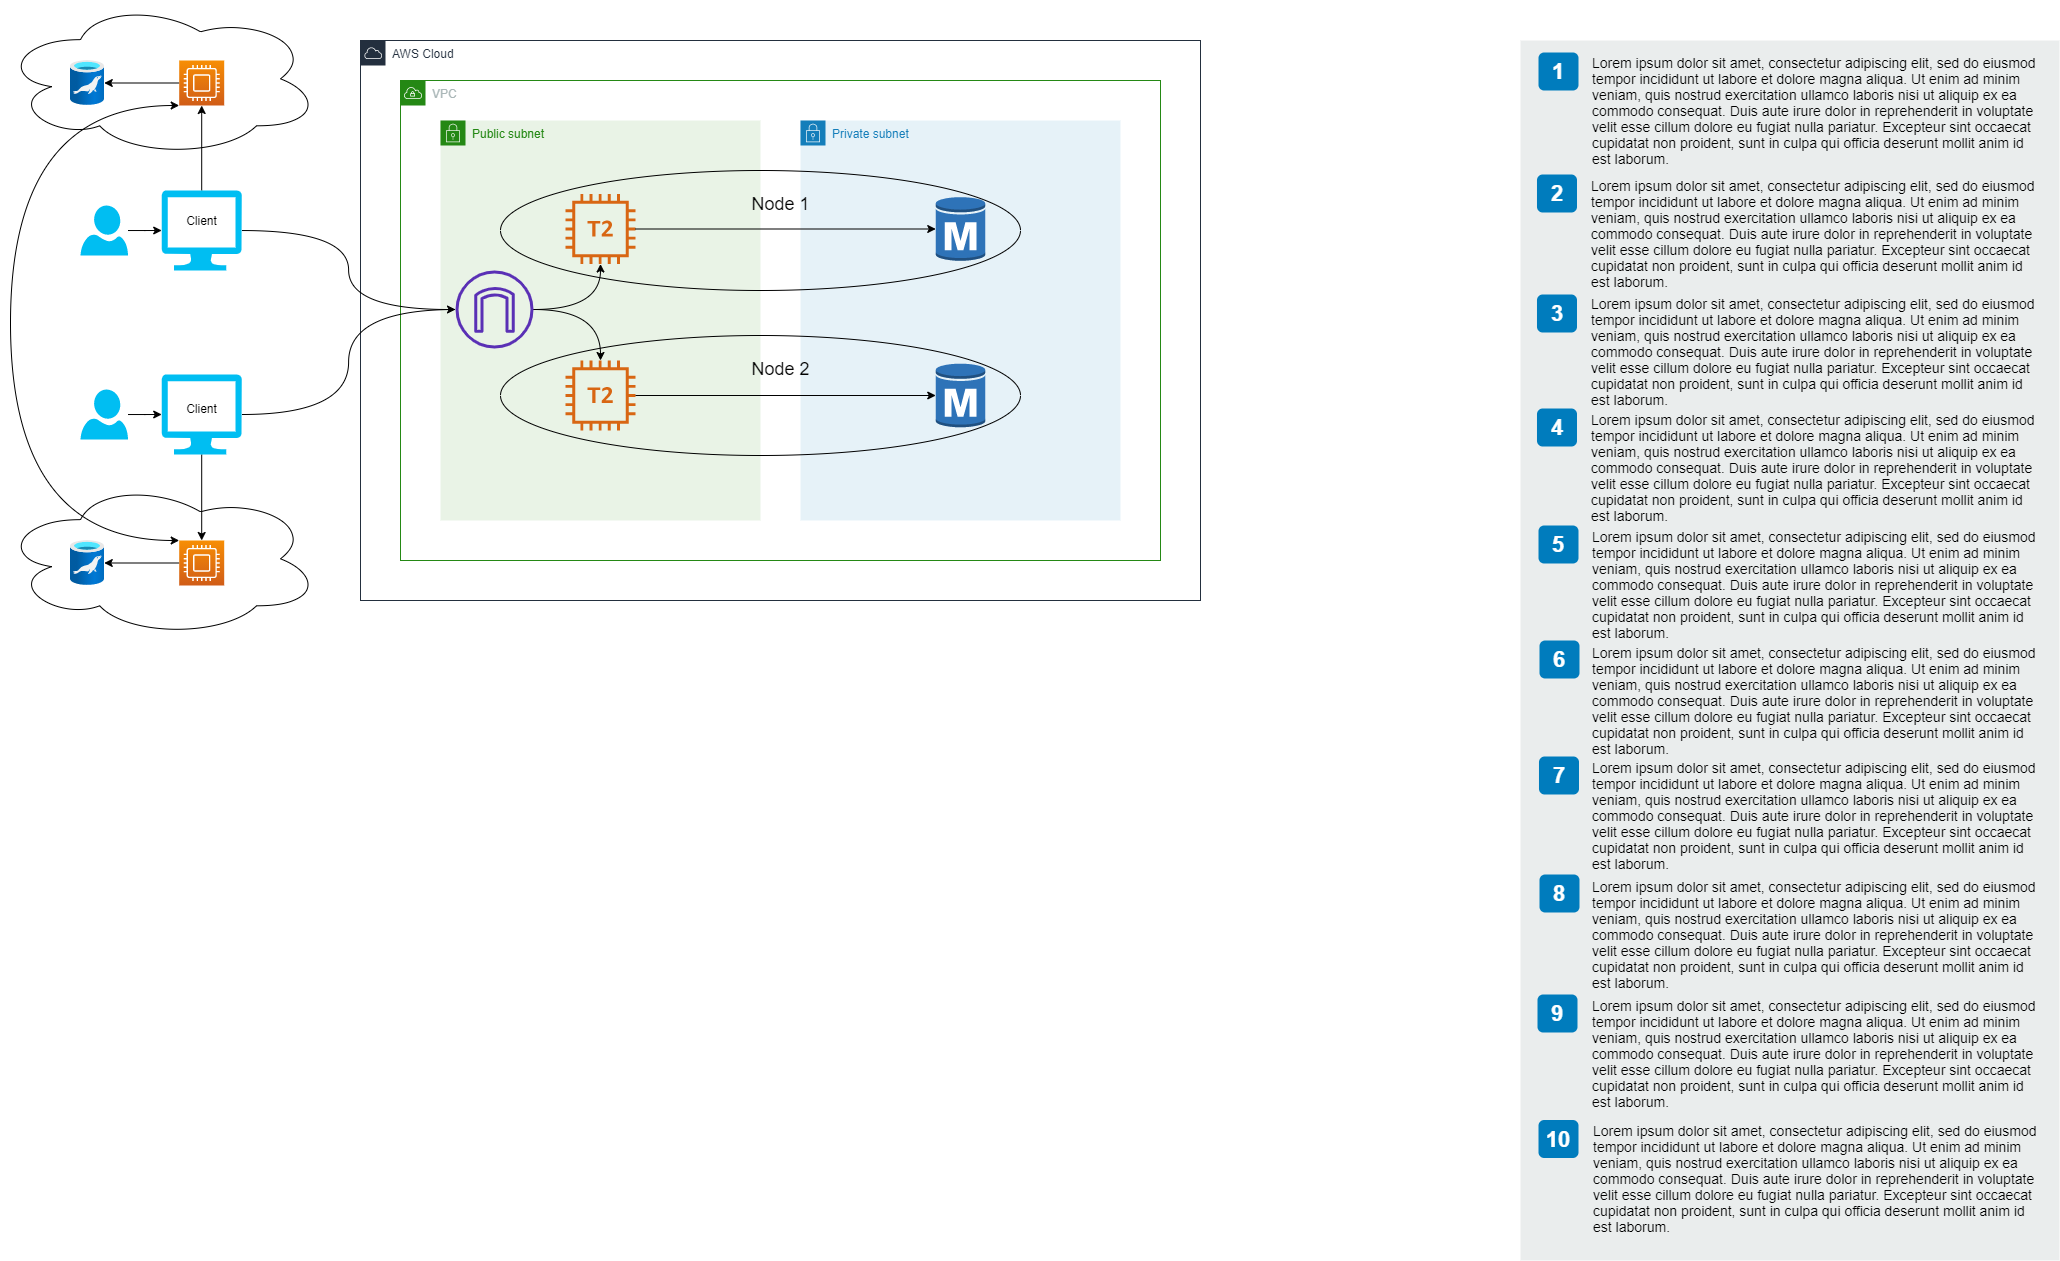 AWS Cloud
VPC
Public subnet
Private subnet
Client
Node 1
T2
M
Client
Node 2
T2
M
1
Lorem ipsum dolor sit amet, consectetur adipiscing elit, sed do eiusmod
tempor incididunt ut labore et dolore magna aliqua. Ut enim ad minim
veniam, quis nostrud exercitation ullamco laboris nisi ut aliquip ex ea
commodo consequat. Duis aute irure dolor in reprehenderit in voluptate
velit esse cillum dolore eu fugiat nulla pariatur. Excepteur sint occaecat
cupidatat non proident, sunt in culpa qui officia deserunt mollit anim id
est laborum.
2
Lorem ipsum dolor sit amet, consectetur adipiscing elit, sed do eiusmod
tempor incididunt ut labore et dolore magna aliqua. Ut enim ad minim
veniam, quis nostrud exercitation ullamco laboris nisi ut aliquip ex ea
commodo consequat. Duis aute irure dolor in reprehenderit in voluptate
velit esse cillum dolore eu fugiat nulla pariatur. Excepteur sint occaecat
cupidatat non proident, sunt in culpa qui officia deserunt mollit anim id
est laborum.
3
Lorem ipsum dolor sit amet, consectetur adipiscing elit, sed do eiusmod
tempor incididunt ut labore et dolore magna aliqua. Ut enim ad minim
veniam, quis nostrud exercitation ullamco laboris nisi ut aliquip ex ea
commodo consequat. Duis aute irure dolor in reprehenderit in voluptate
velit esse cillum dolore eu fugiat nulla pariatur. Excepteur sint occaecat
cupidatat non proident, sunt in culpa qui officia deserunt mollit anim id
est laborum.
4
Lorem ipsum dolor sit amet, consectetur adipiscing elit, sed do eiusmod
tempor incididunt ut labore et dolore magna aliqua. Ut enim ad minim
veniam, quis nostrud exercitation ullamco laboris nisi ut aliquip ex ea
commodo consequat. Duis aute irure dolor in reprehenderit in voluptate
velit esse cillum dolore eu fugiat nulla pariatur. Excepteur sint occaecat
cupidatat non proident, sunt in culpa qui officia deserunt mollit anim id
est laborum.
5
Lorem ipsum dolor sit amet, consectetur adipiscing elit, sed do eiusmod
tempor incididunt ut labore et dolore magna aliqua. Ut enim ad minim
veniam, quis nostrud exercitation ullamco laboris nisi ut aliquip ex ea
commodo consequat. Duis aute irure dolor in reprehenderit in voluptate
velit esse cillum dolore eu fugiat nulla pariatur. Excepteur sint occaecat
cupidatat non proident, sunt in culpa qui officia deserunt mollit anim id
est laborum.
6
Lorem ipsum dolor sit amet, consectetur adipiscing elit, sed do eiusmod
tempor incididunt ut labore et dolore magna aliqua. Ut enim ad minim
veniam, quis nostrud exercitation ullamco laboris nisi ut aliquip ex ea
commodo consequat. Duis aute irure dolor in reprehenderit in voluptate
velit esse cillum dolore eu fugiat nulla pariatur. Excepteur sint occaecat
cupidatat non proident, sunt in culpa qui officia deserunt mollit anim id
est laborum.
7
Lorem ipsum dolor sit amet, consectetur adipiscing elit, sed do eiusmod
tempor incididunt ut labore et dolore magna aliqua. Ut enim ad minim
veniam, quis nostrud exercitation ullamco laboris nisi ut aliquip ex ea
commodo consequat. Duis aute irure dolor in reprehenderit in voluptate
velit esse cillum dolore eu fugiat nulla pariatur. Excepteur sint occaecat
cupidatat non proident, sunt in culpa qui officia deserunt mollit anim id
est laborum.
8
Lorem ipsum dolor sit amet, consectetur adipiscing elit, sed do eiusmod
tempor incididunt ut labore et dolore magna aliqua. Ut enim ad minim
veniam, quis nostrud exercitation ullamco laboris nisi ut aliquip ex ea
commodo consequat. Duis aute irure dolor in reprehenderit in voluptate
velit esse cillum dolore eu fugiat nulla pariatur. Excepteur sint occaecat
cupidatat non proident, sunt in culpa qui officia deserunt mollit anim id
est laborum.
9
Lorem ipsum dolor sit amet, consectetur adipiscing elit, sed do eiusmod
tempor incididunt ut labore et dolore magna aliqua. Ut enim ad minim
veniam, quis nostrud exercitation ullamco laboris nisi ut aliquip ex ea
commodo consequat. Duis aute irure dolor in reprehenderit in voluptate
velit esse cillum dolore eu fugiat nulla pariatur. Excepteur sint occaecat
cupidatat non proident, sunt in culpa qui officia deserunt mollit anim id
est laborum.
10
Lorem ipsum dolor sit amet, consectetur adipiscing elit, sed do eiusmod
tempor incididunt ut labore et dolore magna aliqua. Ut enim ad minim
veniam, quis nostrud exercitation ullamco laboris nisi ut aliquip ex ea
commodo consequat. Duis aute irure dolor in reprehenderit in voluptate
velit esse cillum dolore eu fugiat nulla pariatur. Excepteur sint occaecat
cupidatat non proident, sunt in culpa qui officia deserunt mollit anim id
est laborum.